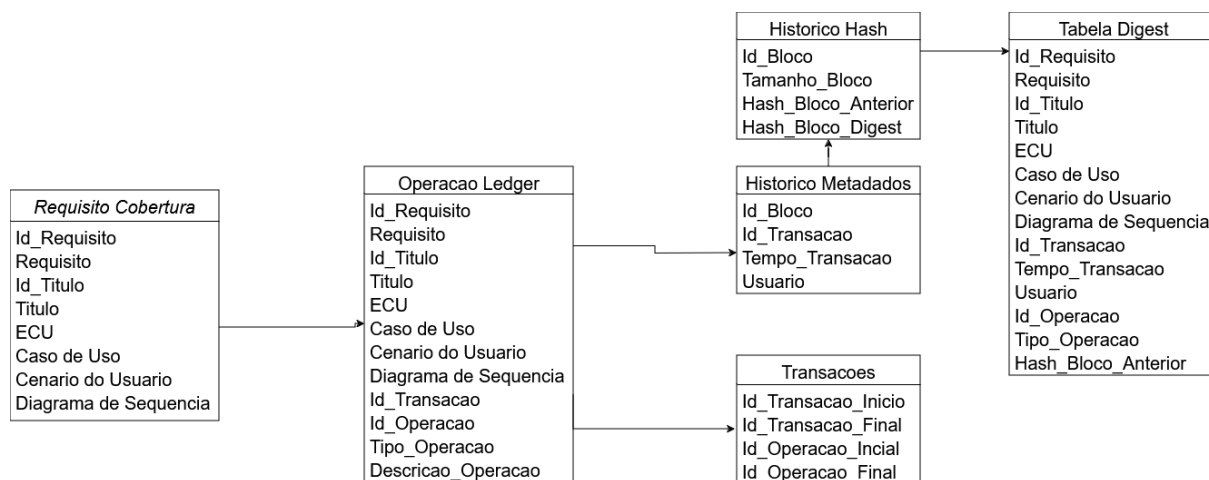 Requisito Cobertura
Id_Requisito
Requisito
Id_Titulo
Titulo
ECU
Caso de Uso
Cenario do Usuario
Diagrama de Sequencia
Operacao Ledger
Id_Requisito
Requisito
Id_Titulo
Titulo
ECU
Caso de Uso
Cenario do Usuario
Diagrama de Sequencia
Id_Transacao
Id_Operacao
Tipo_Operacao
Descricao_Operacao
Historico Hash
Id_Bloco
Tamanho_Bloco
Hash_Bloco_Anterior
Hash_Bloco_Digest
Historico Metadados
Id_Bloco
Id_Transacao
Tempo_Transacao
Usuario
Transacoes
Id_Transacao_Inicio
Id_Transacao_Final
Id_Operacao_Incial
Id_Operacao_Final
Tabela Digest
Id_Requisito
Requisito
Id_Titulo
Titulo
ECU
Caso de Uso
Cenario do Usuario
Diagrama de Sequencia
Id_Transacao
Tempo_Transacao
Usuario
Id_Operacao
Tipo_Operacao
Hash_Bloco_Anterior